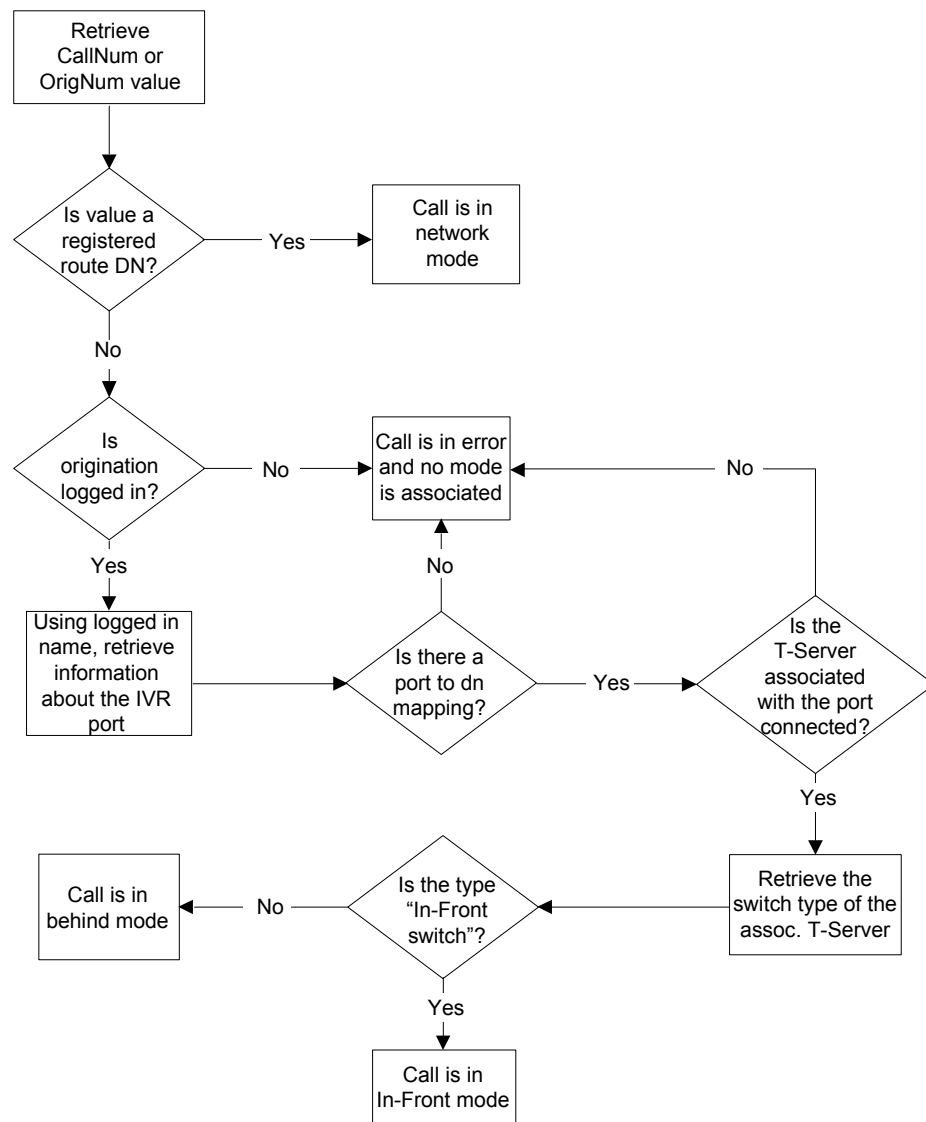 Retrieve
CallNum or
OrigNum value
Is value a
registered
route DN?
Yes
Call is in
network
mode
No
Is
origination
logged in?
No
Call is in error
and no mode
is associated
No
Yes
No
Using logged in
name, retrieve
information
about the IVR
port
Is there a
port to dn
mapping?
Yes
Is the
T-Server
associated
with the port
connected?
Yes
Call is in
behind mode
No
Is the type
“In-Front
switch”?
Retrieve the
switch type of the
assoc. T-Server
Yes
Call is in
In-Front mode